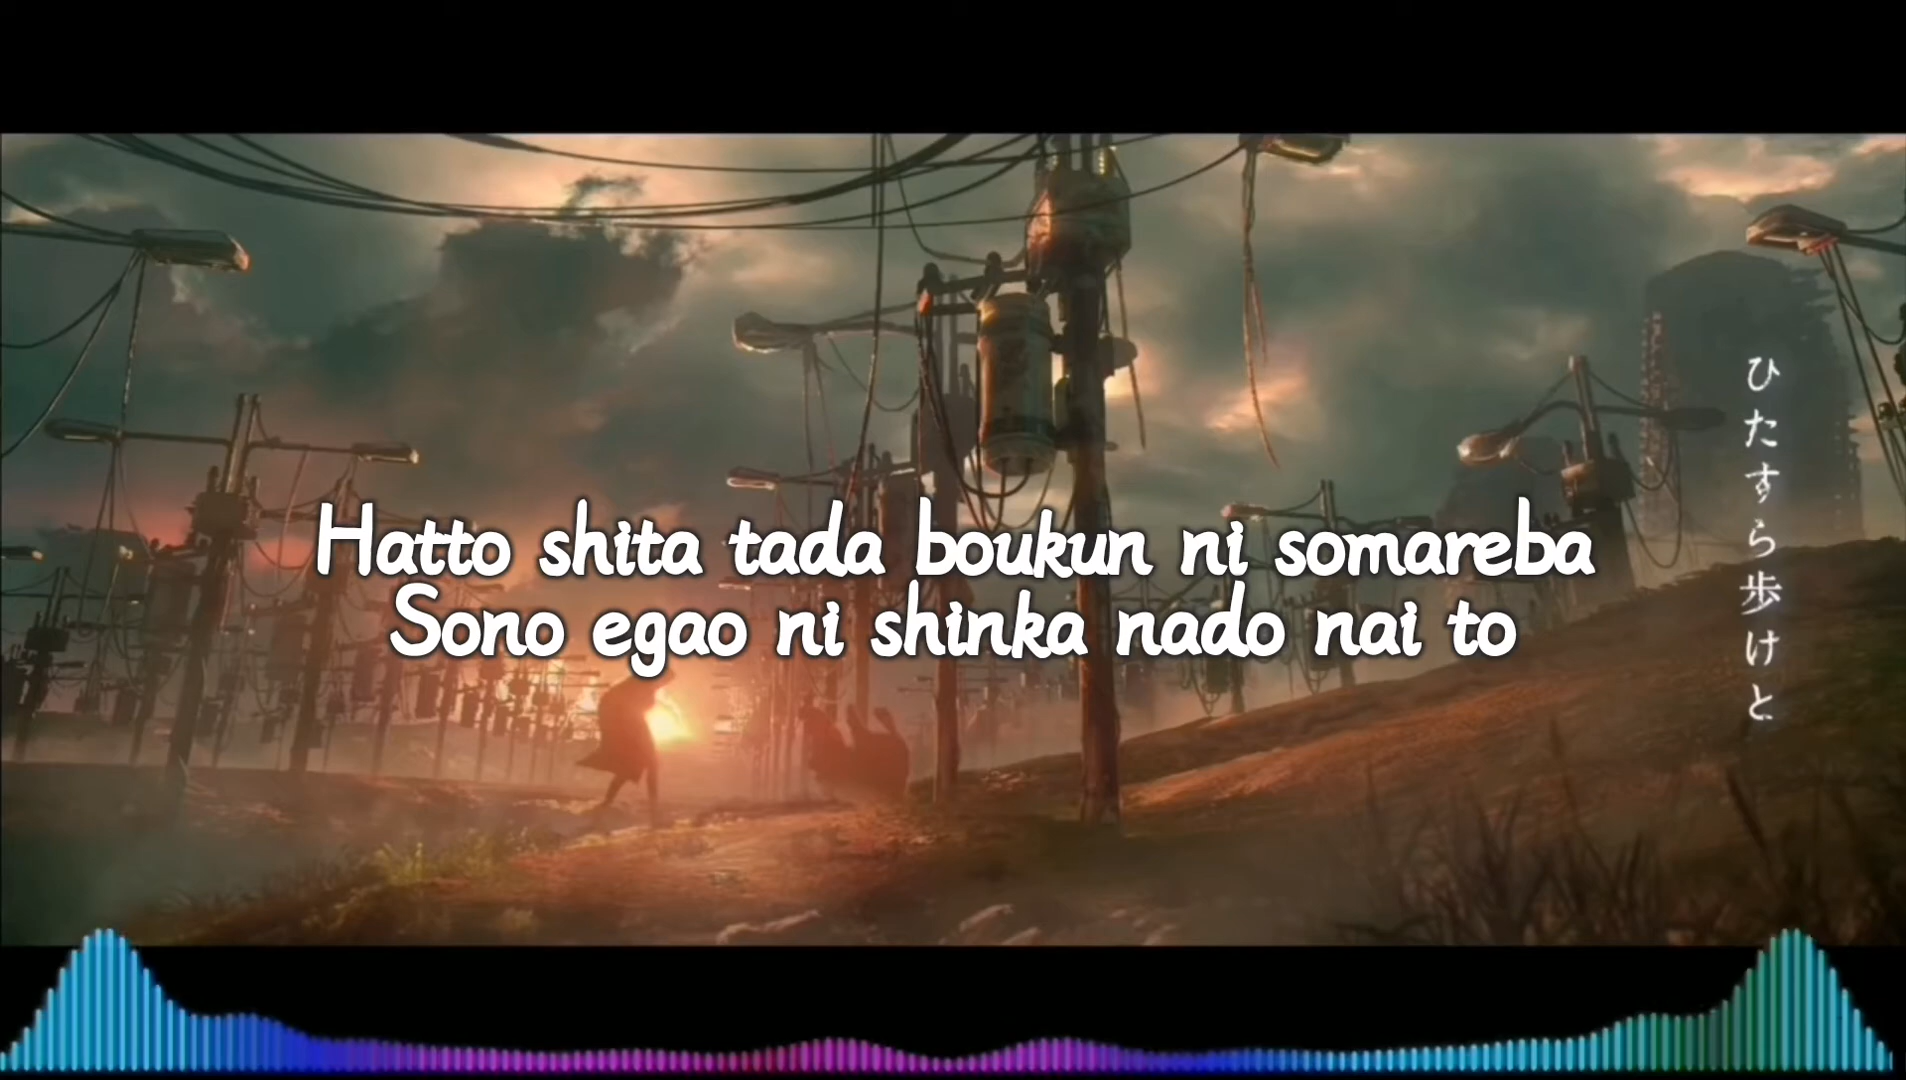 Hatto shita tada boukun ni somareba
Sono egao ni shinka nado nai to
ひたすら歩けと